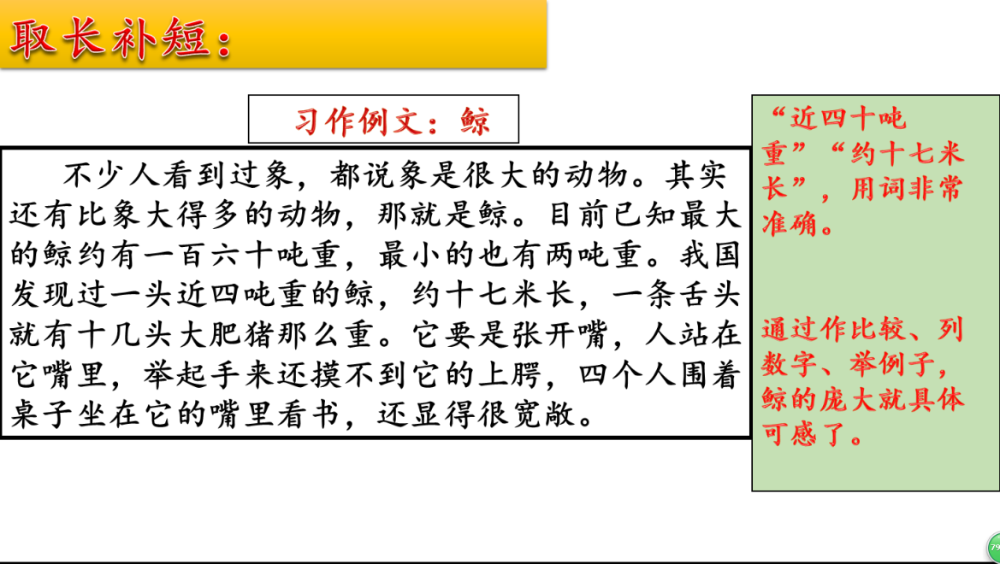 取长补短：
习作例文：鲸
不少人看到过象，都说象是很大的动物。其实
还有比象大得多的动物，那就是鲸。目前已知最大
的鲸约有一百六十吨重，最小的也有两吨重。我国
发现过一头近四吨重的鲸，约十七米长，一条舌头
就有十几头大肥猪那么重。它要是张开嘴，人站在
它嘴里，举起手来还摸不到它的上腭，四个人围着
桌子坐在它的嘴里看书，还显得很宽敞。
“近四十吨
重”“约十七米
长”，用词非常
准确。
通过作比较、列
数字、举例子，
鲸的庞大就具体
可感了。
79